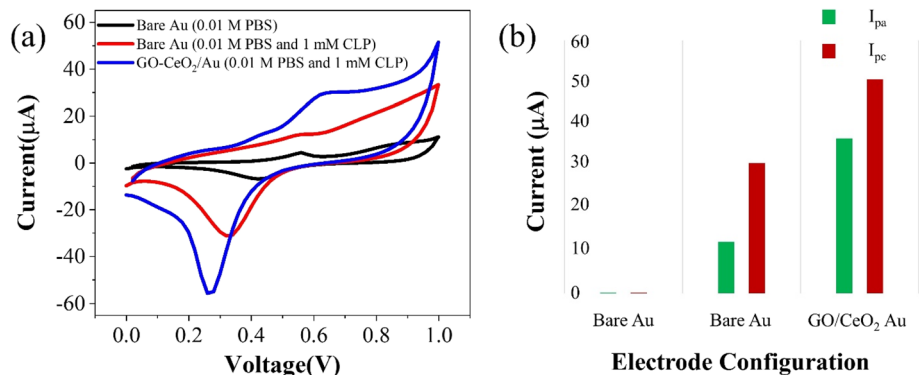 (a)
60
40
20
0
-20
-40
-60
Current(µA)
Bare Au (0.01 M PBS)
Bare Au (0.01 M PBS and 1 mM CLP)
GO-CeO₂/Au (0.01 M PBS and 1 mM CLP)
0.0 0.2 0.4 0.6 0.8 1.0
Voltage(V)
(b)
Iₚₐ
Iₚc
60
50
40
30
20
10
0
Current (µA)
Bare Au Bare Au GO/CeO₂ Au
Electrode Configuration